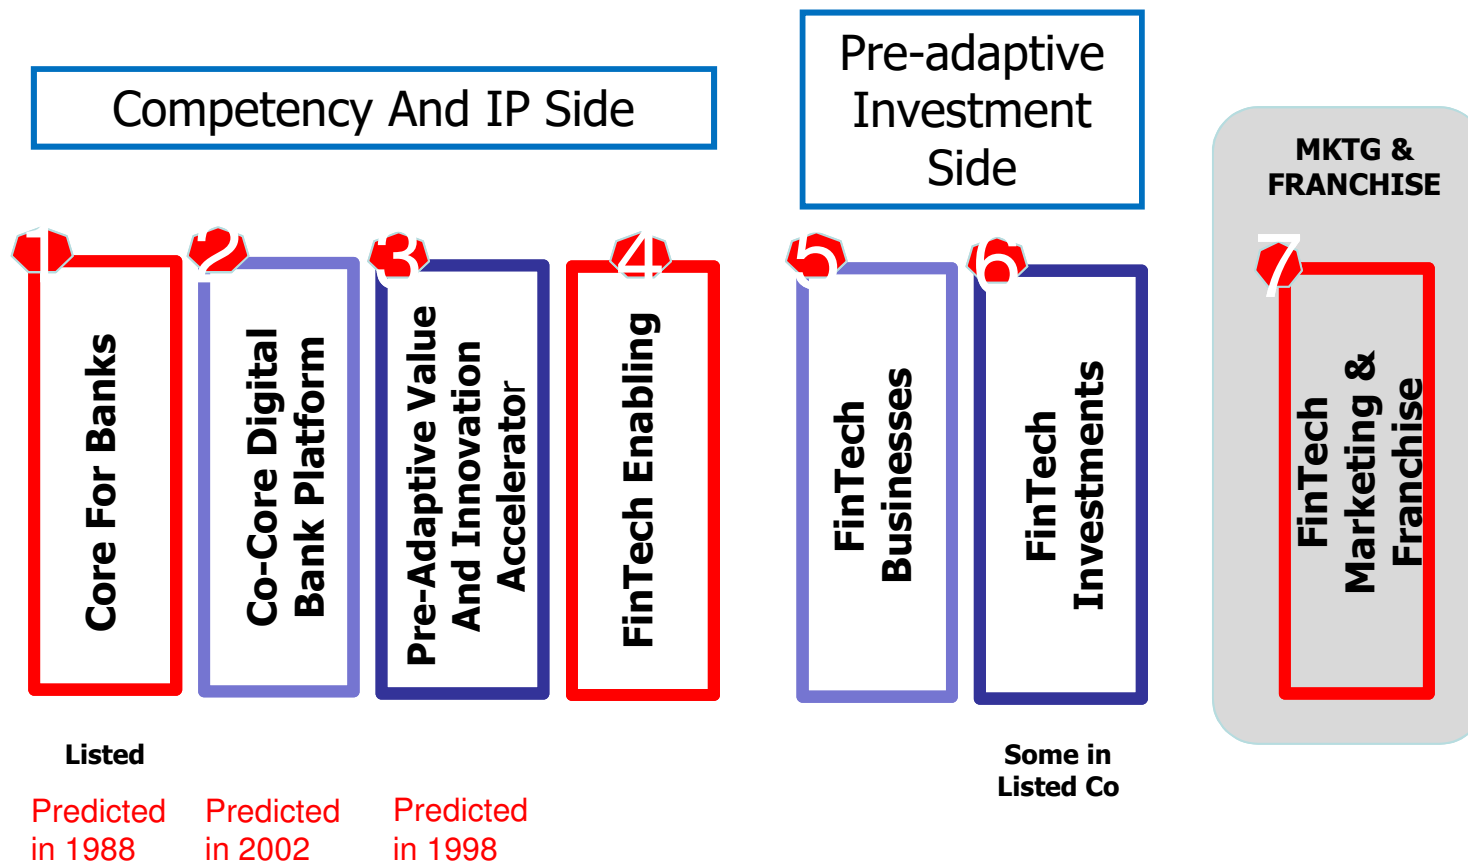 Competency And IP Side
Pre-adaptive
Investment
Side
MKTG &
FRANCHISE
1
Core For Banks
2
Co-Core Digital
Bank Platform
3
Pre-Adaptive Value
And Innovation
Accelerator
4
FinTech Enabling
5
FinTech
Businesses
6
FinTech
Investments
7
FinTech
Marketing &
Franchise
Listed
Some in
Listed Co
Predicted
in 1988
Predicted
in 2002
Predicted
in 1998